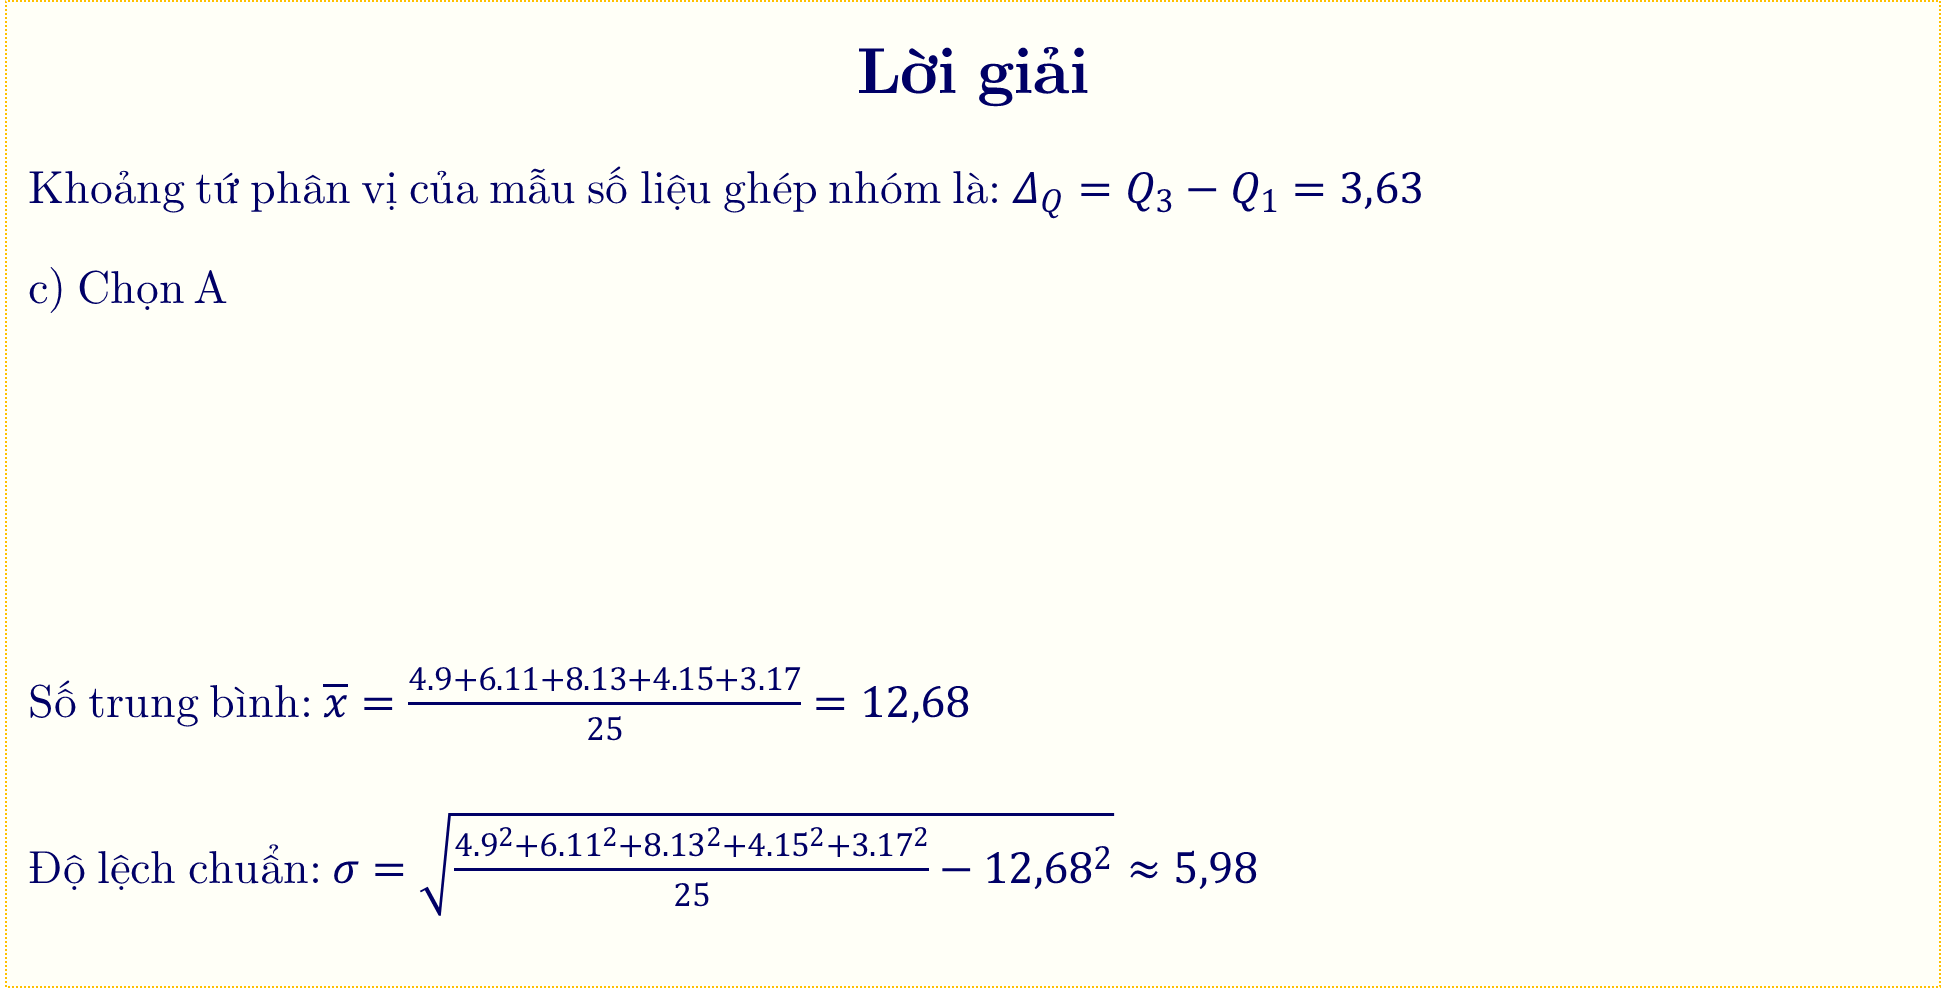 Lời giải
Khoảng tứ phân vị của mẫu số liệu ghép nhóm là: Δ_Q = Q_3 − Q_1 = 3,63
c) Chọn A
Số trung bình: x̅ = (4.9+6.11+8.13+4.15+3.17)/25 = 12,68
Độ lệch chuẩn: σ = √((4.9²+6.11²+8.13²+4.15²+3.17²)/25 − 12,68²) ≈ 5,98